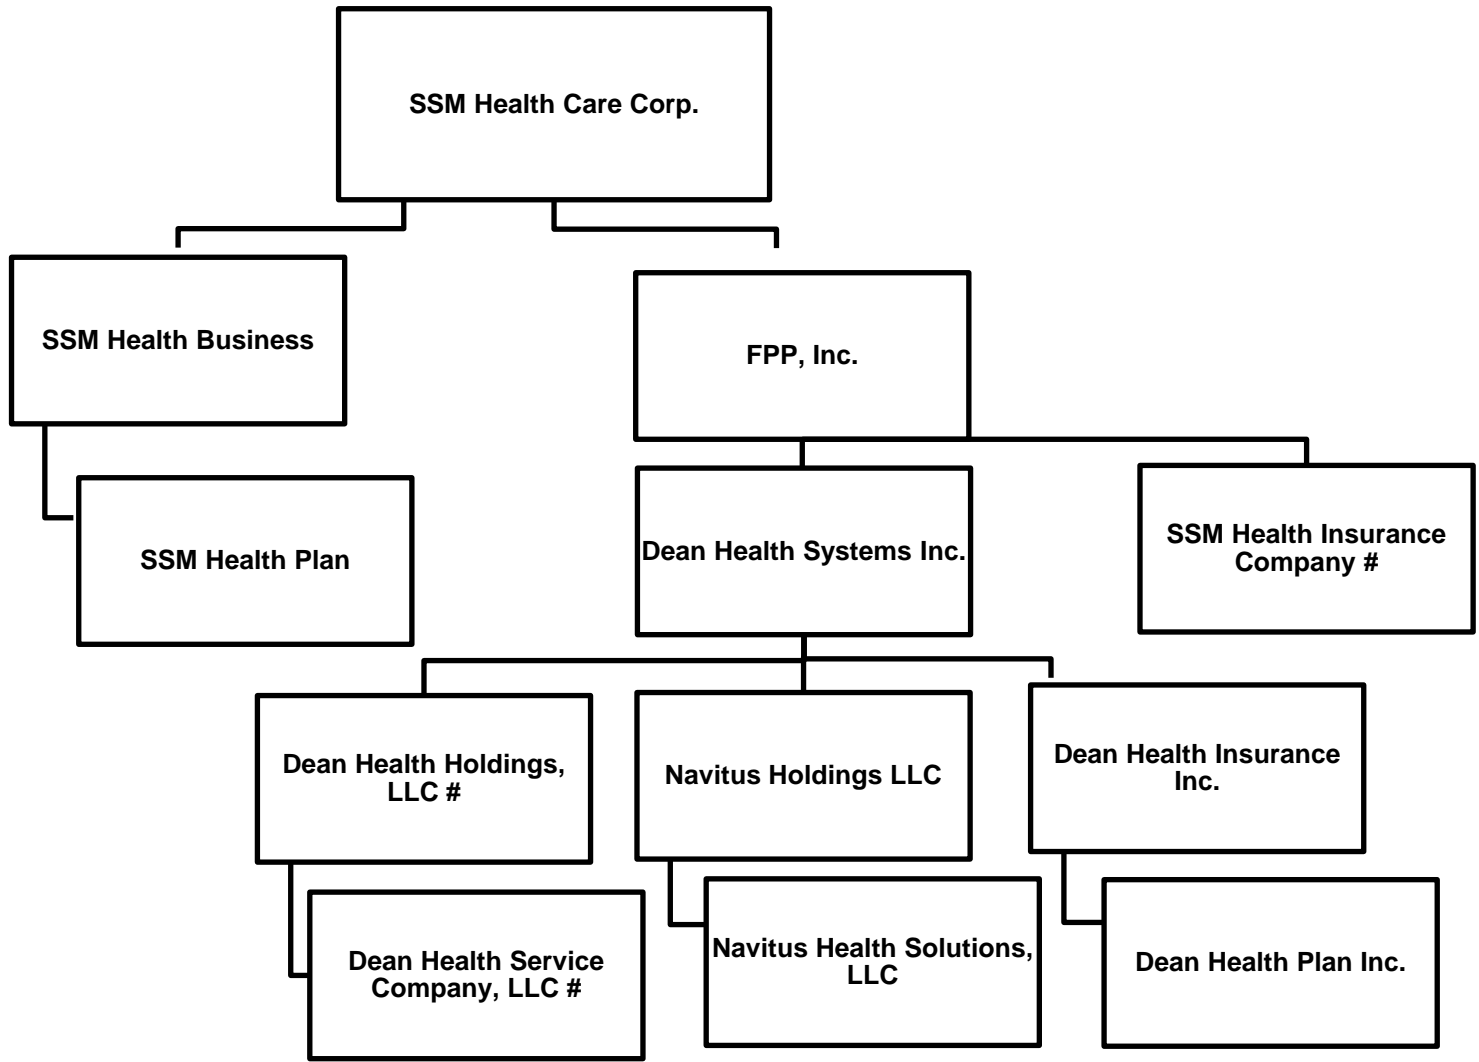 SSM Health Care Corp.
SSM Health Business
FPP, Inc.
SSM Health Plan
Dean Health Systems Inc.
SSM Health Insurance
Company #
Dean Health Holdings,
LLC #
Navitus Holdings LLC
Dean Health Insurance
Inc.
Dean Health Service
Company, LLC #
Navitus Health Solutions,
LLC
Dean Health Plan Inc.